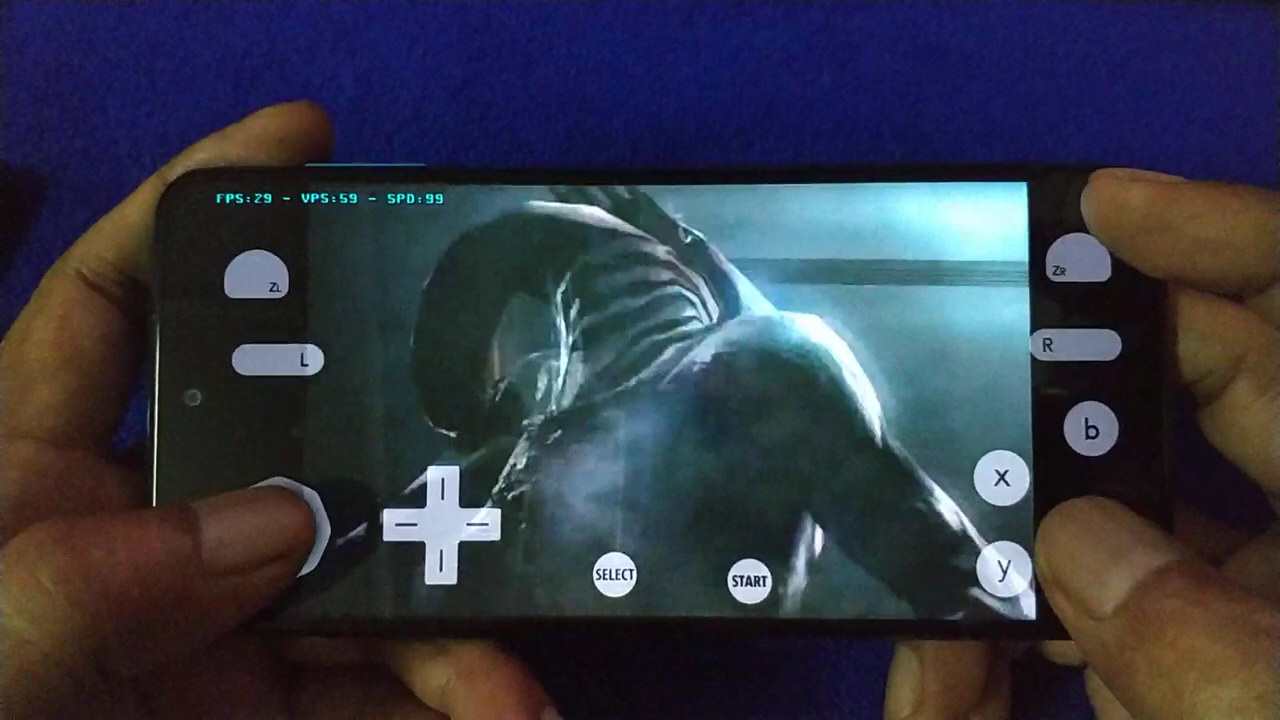 FPS:29 - VPS:59 - SPD:99
ZL
ZR
L
R
b
x
y
SELECT
START